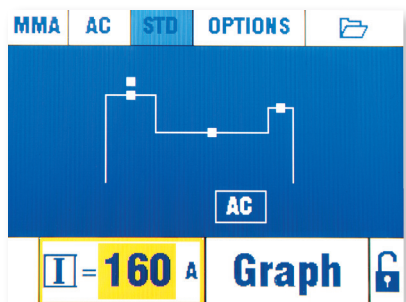 MMA AC STD OPTIONS
AC
I = 160 A Graph